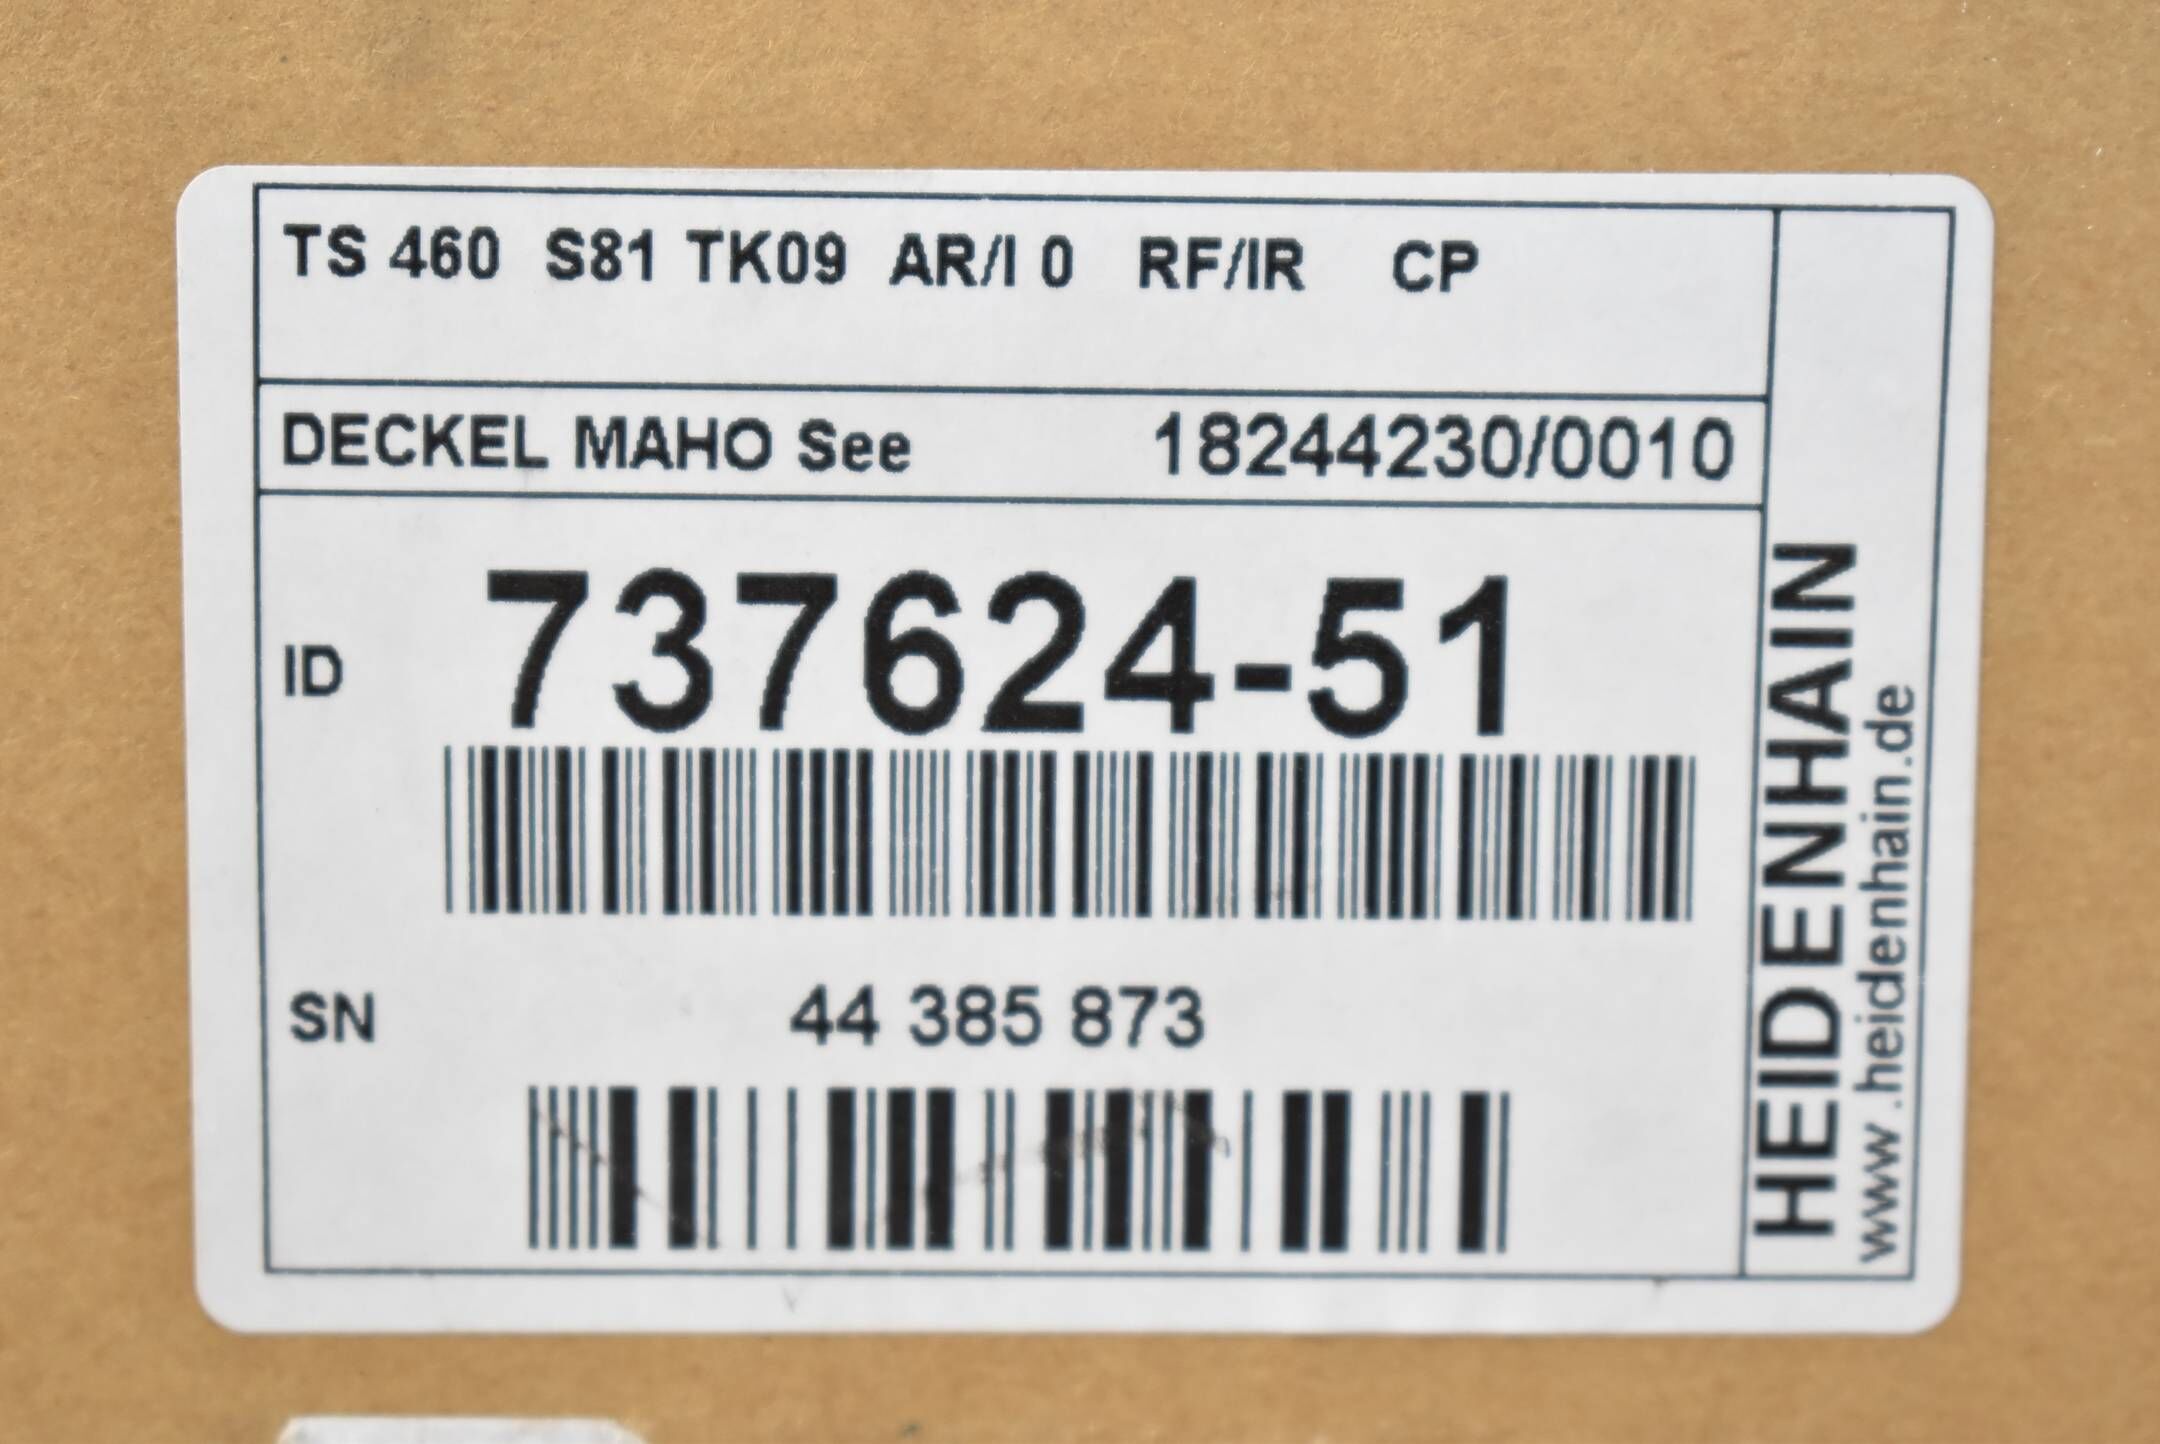 TS 460 S81 TK09 AR/I 0 RF/IR CP
DECKEL MAHO See 18244230/0010
ID 737624-51
SN 44 385 873
HEIDENHAIN
www.heidenhain.de